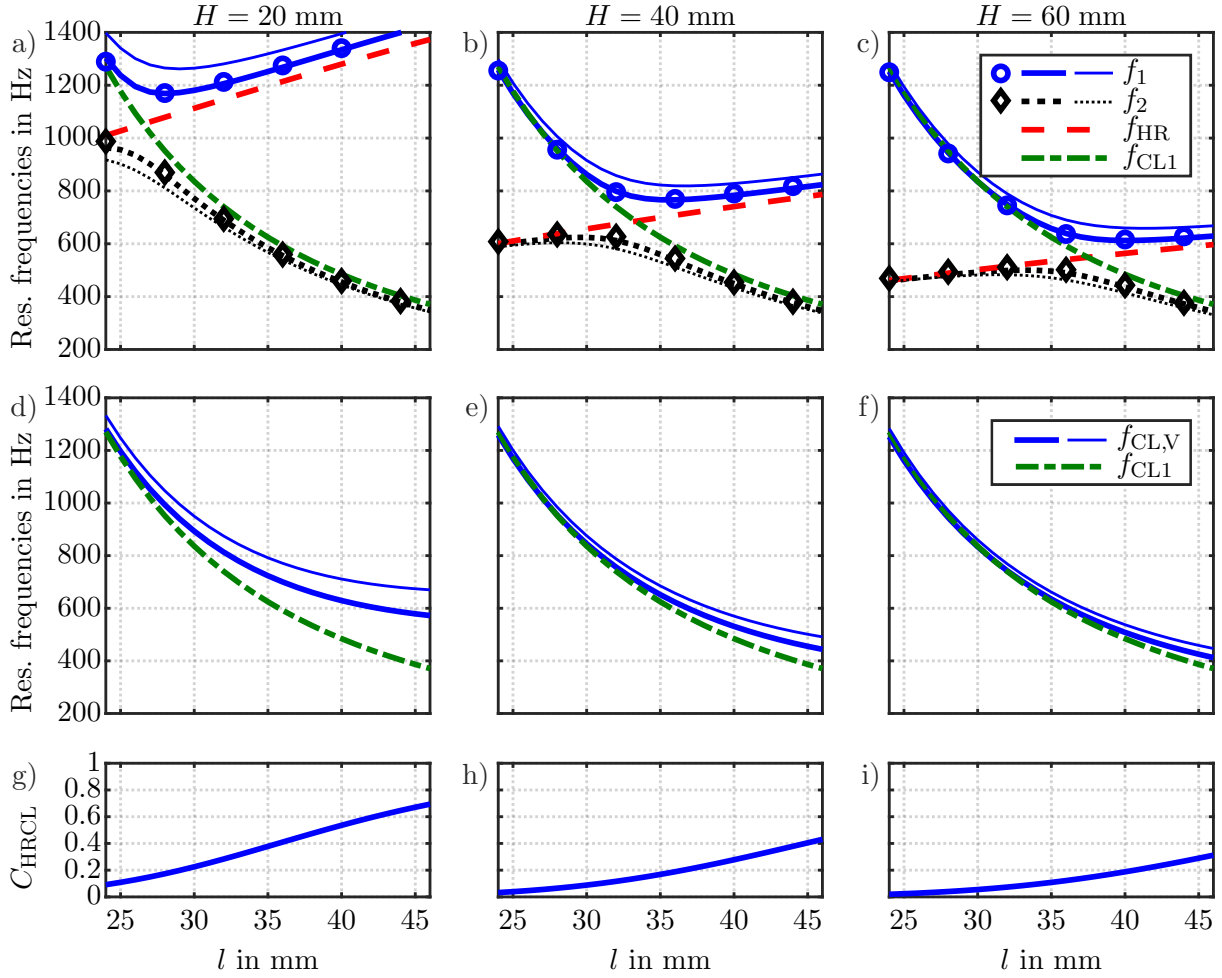 H = 20 mm
H = 40 mm
H = 60 mm
a)
b)
c)
Res. frequencies in Hz
1400
1200
1000
800
600
400
200
f1
f2
fHR
fCL1
d)
e)
f)
Res. frequencies in Hz
1400
1200
1000
800
600
400
200
fCL,V
fCL1
g)
h)
i)
CHRCL
1
0.8
0.6
0.4
0.2
0
25 30 35 40 45
25 30 35 40 45
25 30 35 40 45
l in mm
l in mm
l in mm